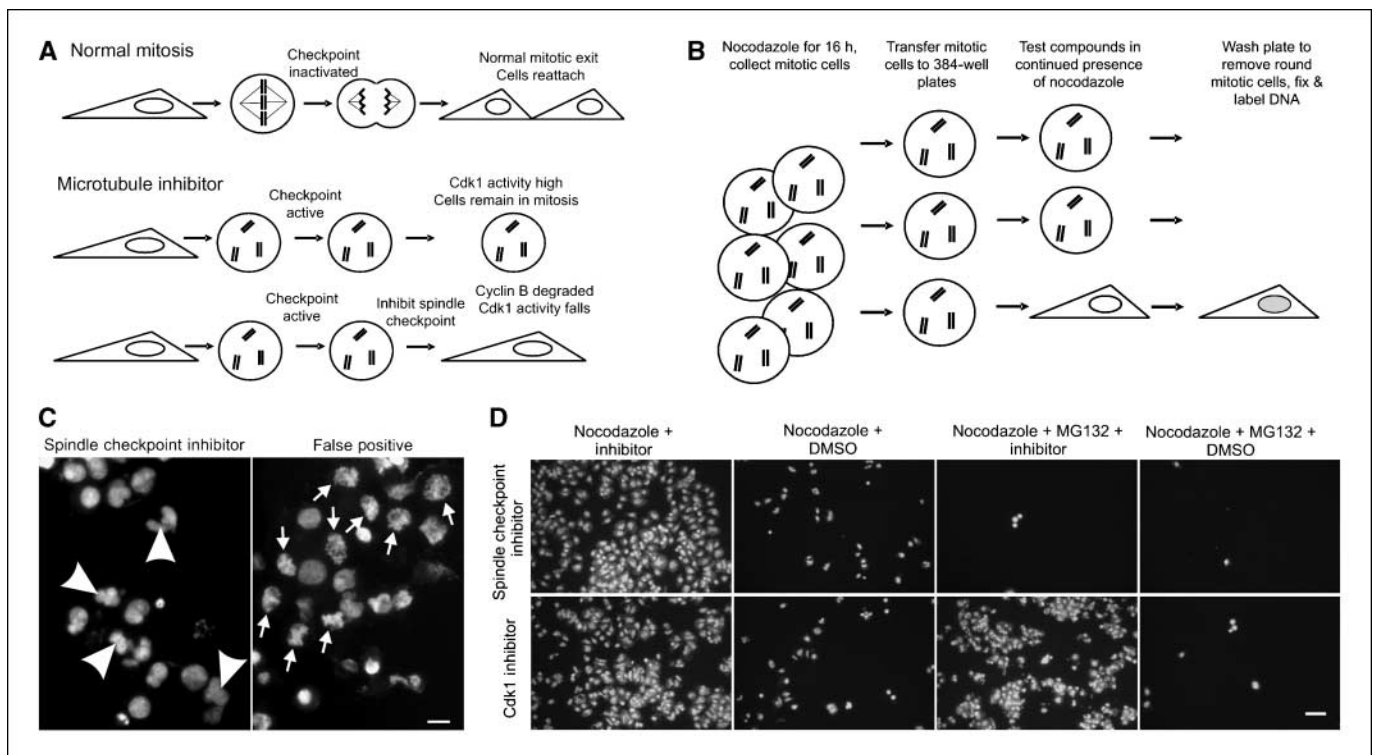 A
Normal mitosis
Checkpoint
inactivated
Normal mitotic exit
Cells reattach
Microtubule inhibitor
Checkpoint
active
Cdk1 activity high
Cells remain in mitosis
Checkpoint
active
Inhibit spindle
checkpoint
Cyclin B degraded
Cdk1 activity falls
B
Nocodazole for 16 h,
collect mitotic cells
Transfer mitotic
cells to 384-well
plates
Test compounds in
continued presence
of nocodazole
Wash plate to
remove round
mitotic cells, fix &
label DNA
C
Spindle checkpoint inhibitor
False positive
D
Nocodazole +
inhibitor
Nocodazole +
DMSO
Nocodazole + MG132 +
inhibitor
Nocodazole + MG132 +
DMSO
Spindle checkpoint
inhibitor
Cdk1 inhibitor